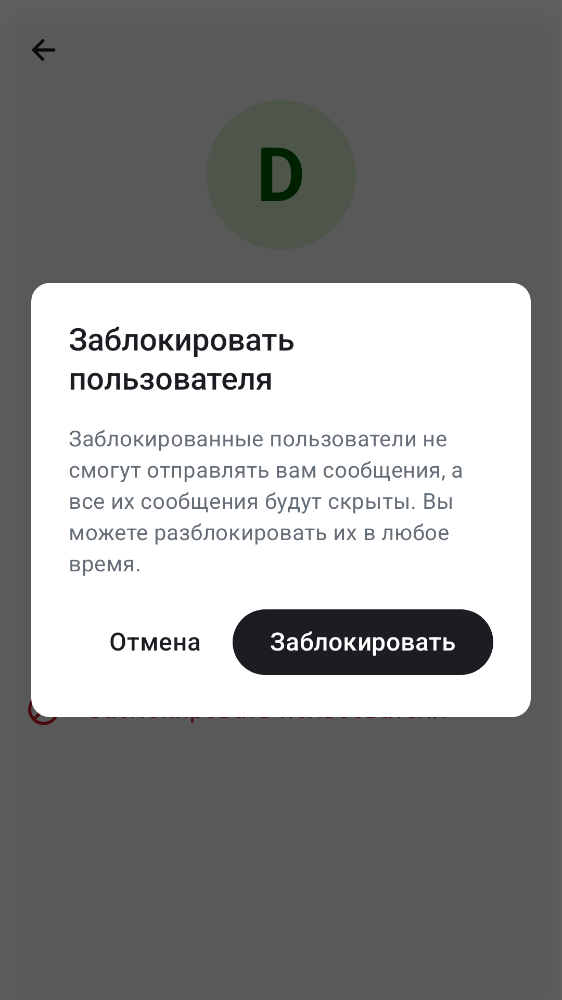 D
Заблокировать
пользователя
Заблокированные пользователи не
смогут отправлять вам сообщения, а
все их сообщения будут скрыты. Вы
можете разблокировать их в любое
время.
Отмена
Заблокировать